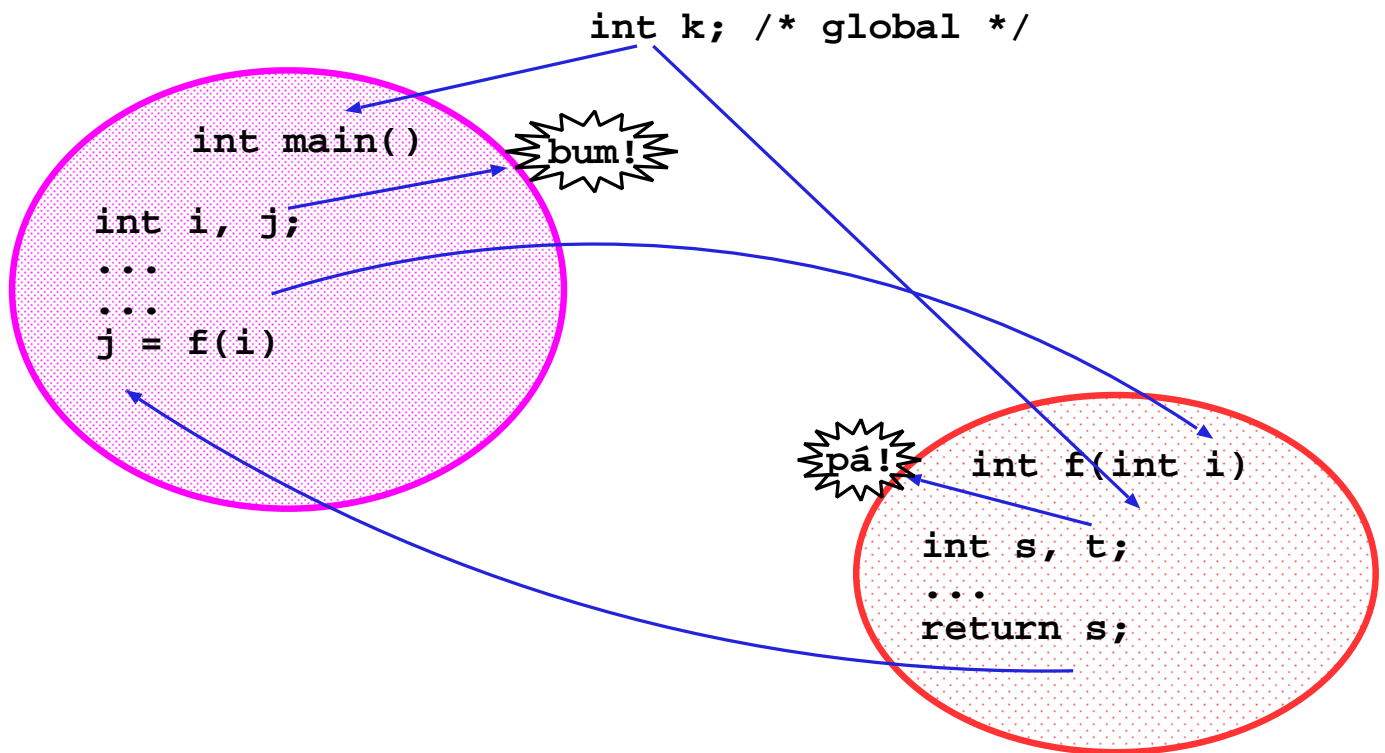 int k; /* global */
int main()
bum!
int i, j;
...
...
j = f(i)
pá!
int f(int i)
int s, t;
...
return s;